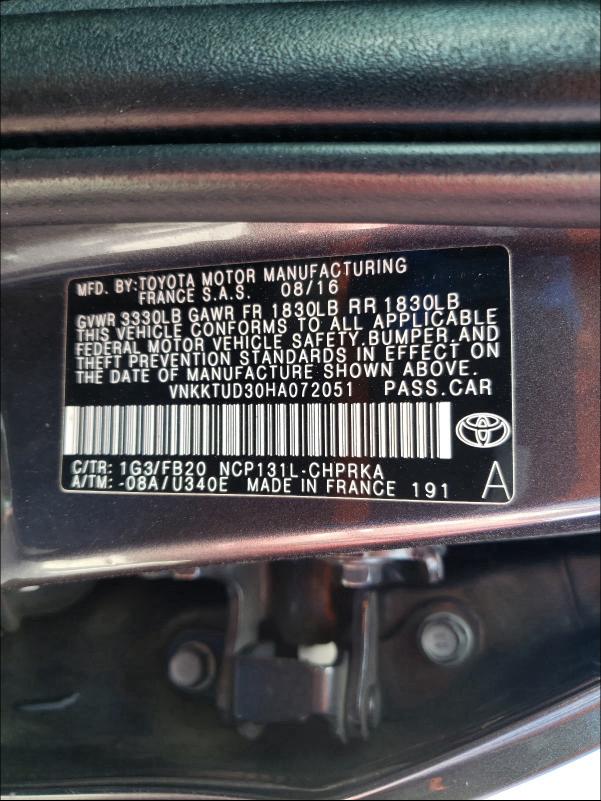 MFD. BY:TOYOTA MOTOR MANUFACTURING
FRANCE S.A.S. 08/16
GVWR 3330LB GAWR FR 1830LB RR 1830LB
THIS VEHICLE CONFORMS TO ALL APPLICABLE
FEDERAL MOTOR VEHICLE SAFETY,BUMPER,AND
THEFT PREVENTION STANDARDS IN EFFECT ON
THE DATE OF MANUFACTURE SHOWN ABOVE.
VNKKTUD30HA072051 PASS.CAR
C/TR: 1G3/FB20 NCP131L-CHPRKA
A/TM: -08A/U340E MADE IN FRANCE 191 A